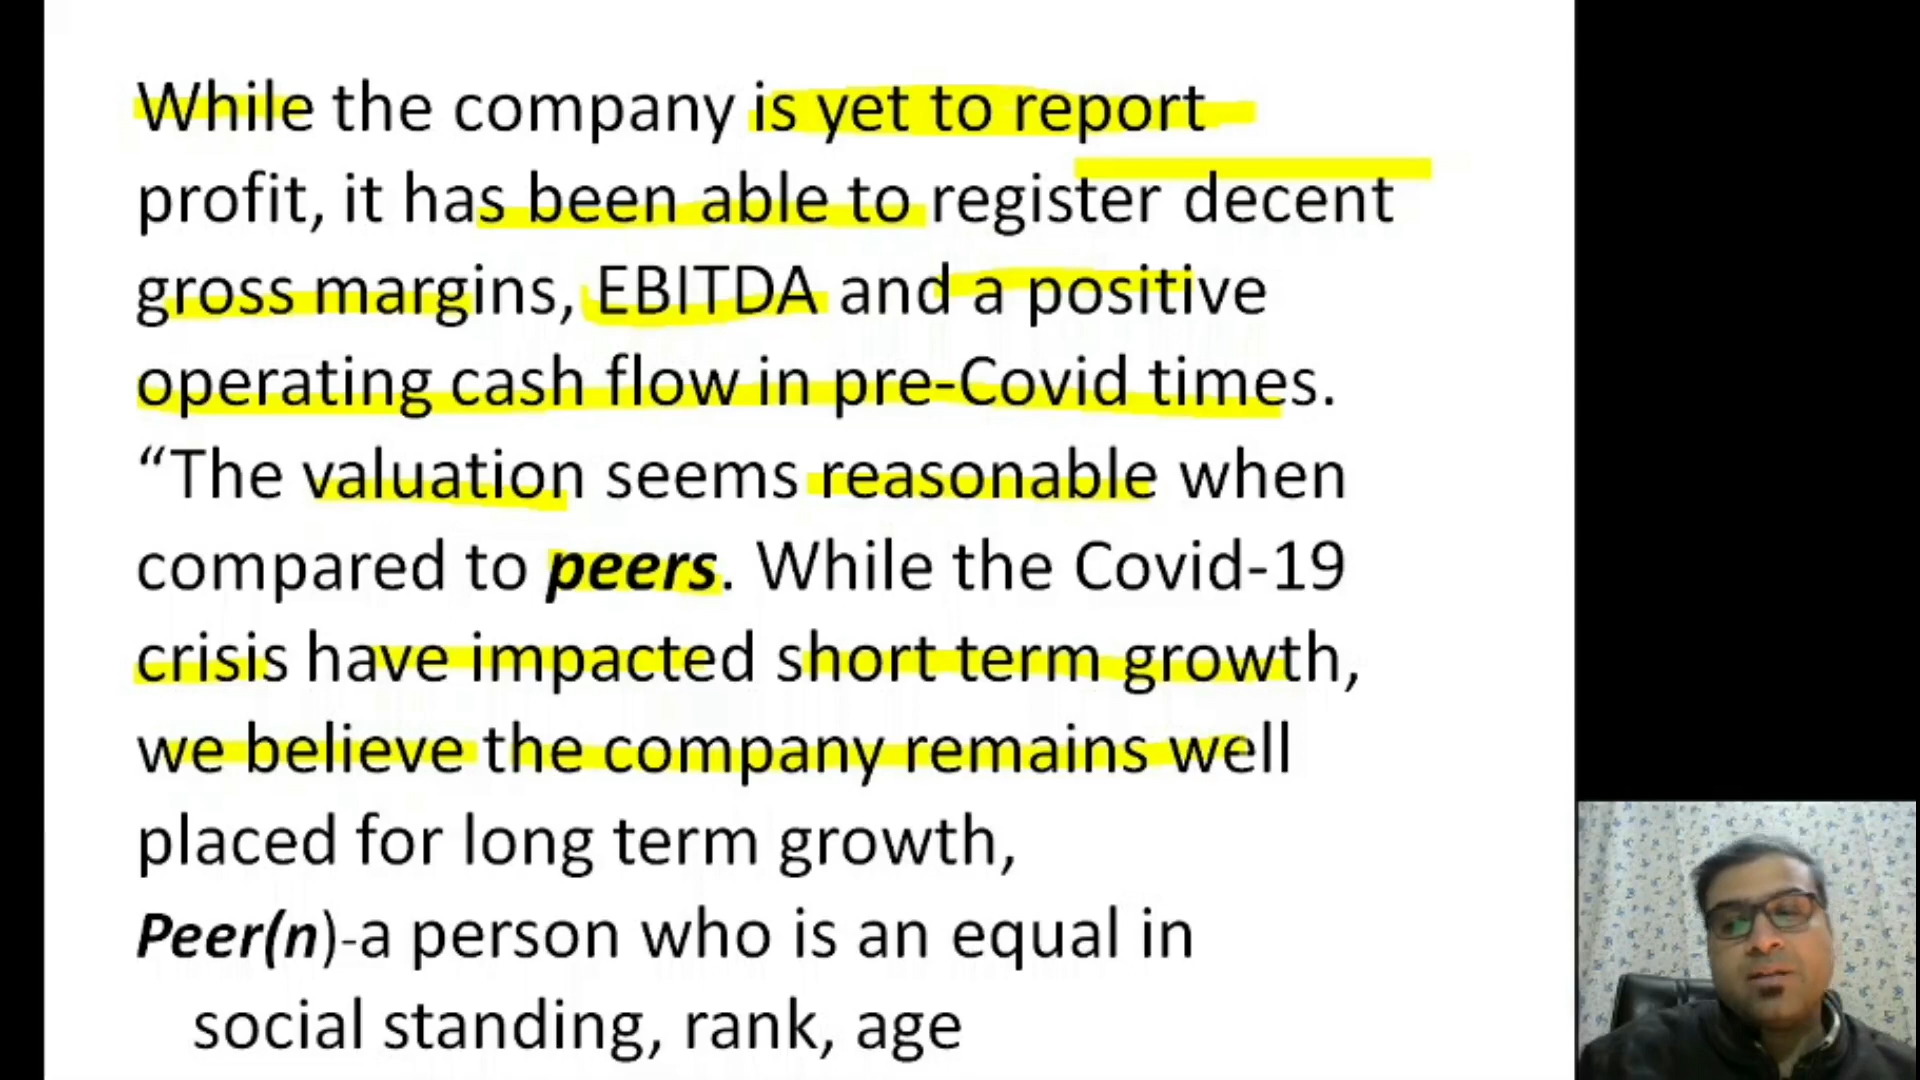 While the company is yet to report
profit, it has been able to register decent
gross margins, EBITDA and a positive
operating cash flow in pre-Covid times.
“The valuation seems reasonable when
compared to peers. While the Covid-19
crisis have impacted short term growth,
we believe the company remains well
placed for long term growth,
Peer(n)-a person who is an equal in
social standing, rank, age